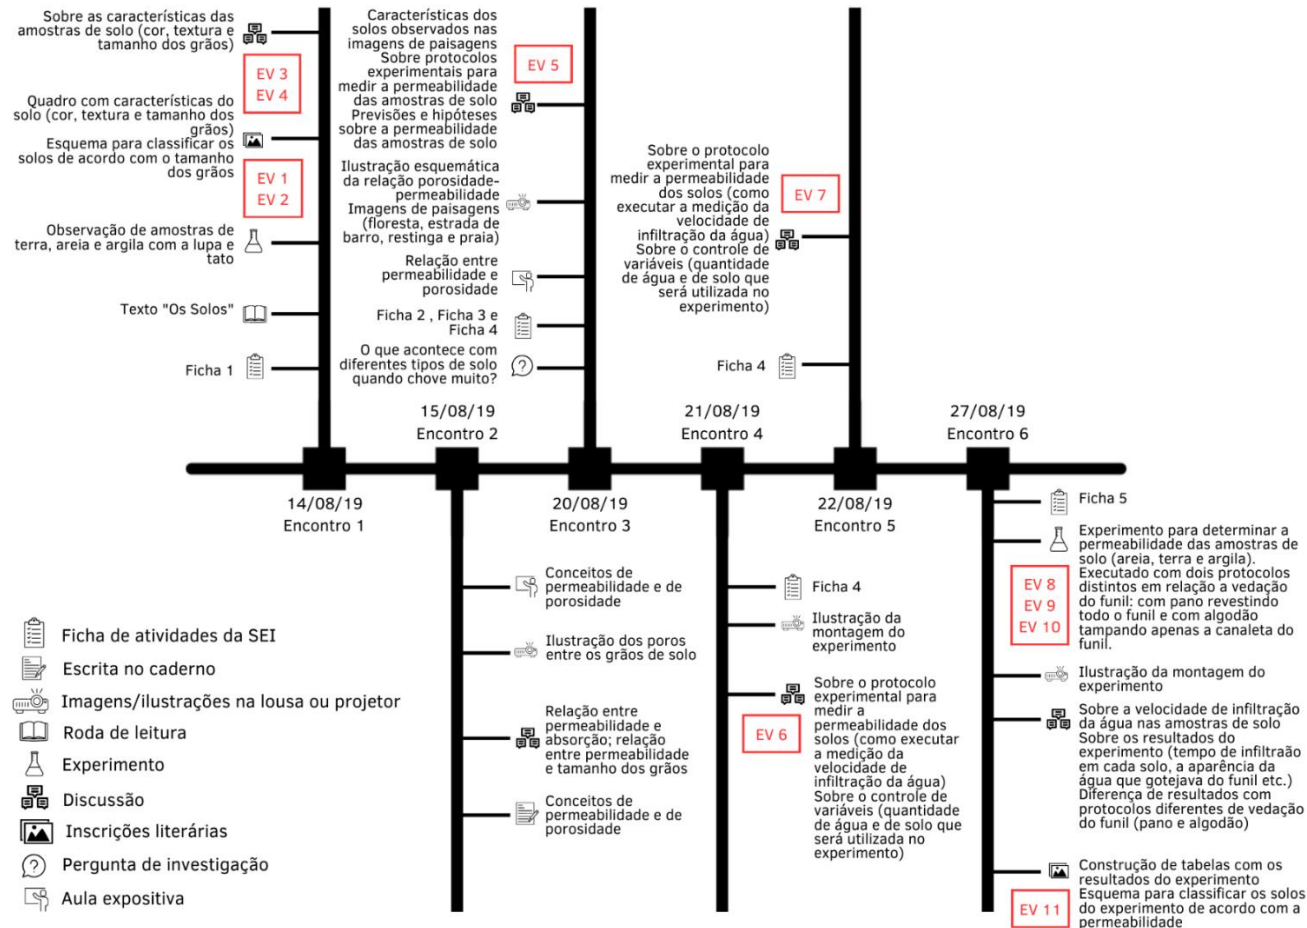 Sobre as características das
amostras de solo (cor, textura e
tamanho dos grãos)
EV 3
EV 4
Quadro com características do
solo (cor, textura e tamanho dos
grãos)
Esquema para classificar os
solos de acordo com o tamanho
dos grãos
EV 1
EV 2
Observação de amostras de
terra, areia e argila com a lupa e
tato
Texto "Os Solos"
Ficha 1
14/08/19
Encontro 1
15/08/19
Encontro 2
Conceitos de
permeabilidade e de
porosidade
Ilustração dos poros
entre os grãos de solo
Relação entre
permeabilidade e
absorção; relação
entre permeabilidade
e tamanho dos grãos
Conceitos de
permeabilidade e de
porosidade
Características dos
solos observados nas
imagens de paisagens
Sobre protocolos
experimentais para
medir a permeabilidade
das amostras de solo
Previsões e hipóteses
sobre a permeabilidade
das amostras de solo
EV 5
Ilustração esquemática
da relação porosidade-
permeabilidade
Imagens de paisagens
(floresta, estrada de
barro, restinga e praia)
Relação entre
permeabilidade e
porosidade
Ficha 2 , Ficha 3 e
Ficha 4
O que acontece com
diferentes tipos de solo
quando chove muito?
20/08/19
Encontro 3
21/08/19
Encontro 4
Ficha 4
Ilustração da
montagem do
experimento
Sobre o protocolo
experimental para
medir a
permeabilidade dos
solos (como executar
a medição da
velocidade de
infiltração da água)
Sobre o controle de
variáveis (quantidade
de água e de solo que
será utilizada no
experimento)
EV 6
Sobre o protocolo
experimental para
medir a permeabilidade
dos solos (como
executar a medição da
velocidade de
infiltração da água)
Sobre o controle de
variáveis (quantidade
de água e de solo que
será utilizada no
experimento)
EV 7
Ficha 4
22/08/19
Encontro 5
27/08/19
Encontro 6
Ficha 5
Experimento para determinar a
permeabilidade das amostras de
solo (areia, terra e argila).
Executado com dois protocolos
distintos em relação a vedação
do funil: com pano revestindo
todo o funil e com algodão
tampando apenas a canaleta do
funil.
EV 8
EV 9
EV 10
Ilustração da montagem do
experimento
Sobre a velocidade de infiltração
da água nas amostras de solo
Sobre os resultados do
experimento (tempo de infiltraão
em cada solo, a aparência da
água que gotejava do funil etc.)
Diferença de resultados com
protocolos diferentes de vedação
do funil (pano e algodão)
Construção de tabelas com os
resultados do experimento
Esquema para classificar os solos
do experimento de acordo com a
permeabilidade
EV 11
Ficha de atividades da SEI
Escrita no caderno
Imagens/ilustrações na lousa ou projetor
Roda de leitura
Experimento
Discussão
Inscrições literárias
Pergunta de investigação
Aula expositiva